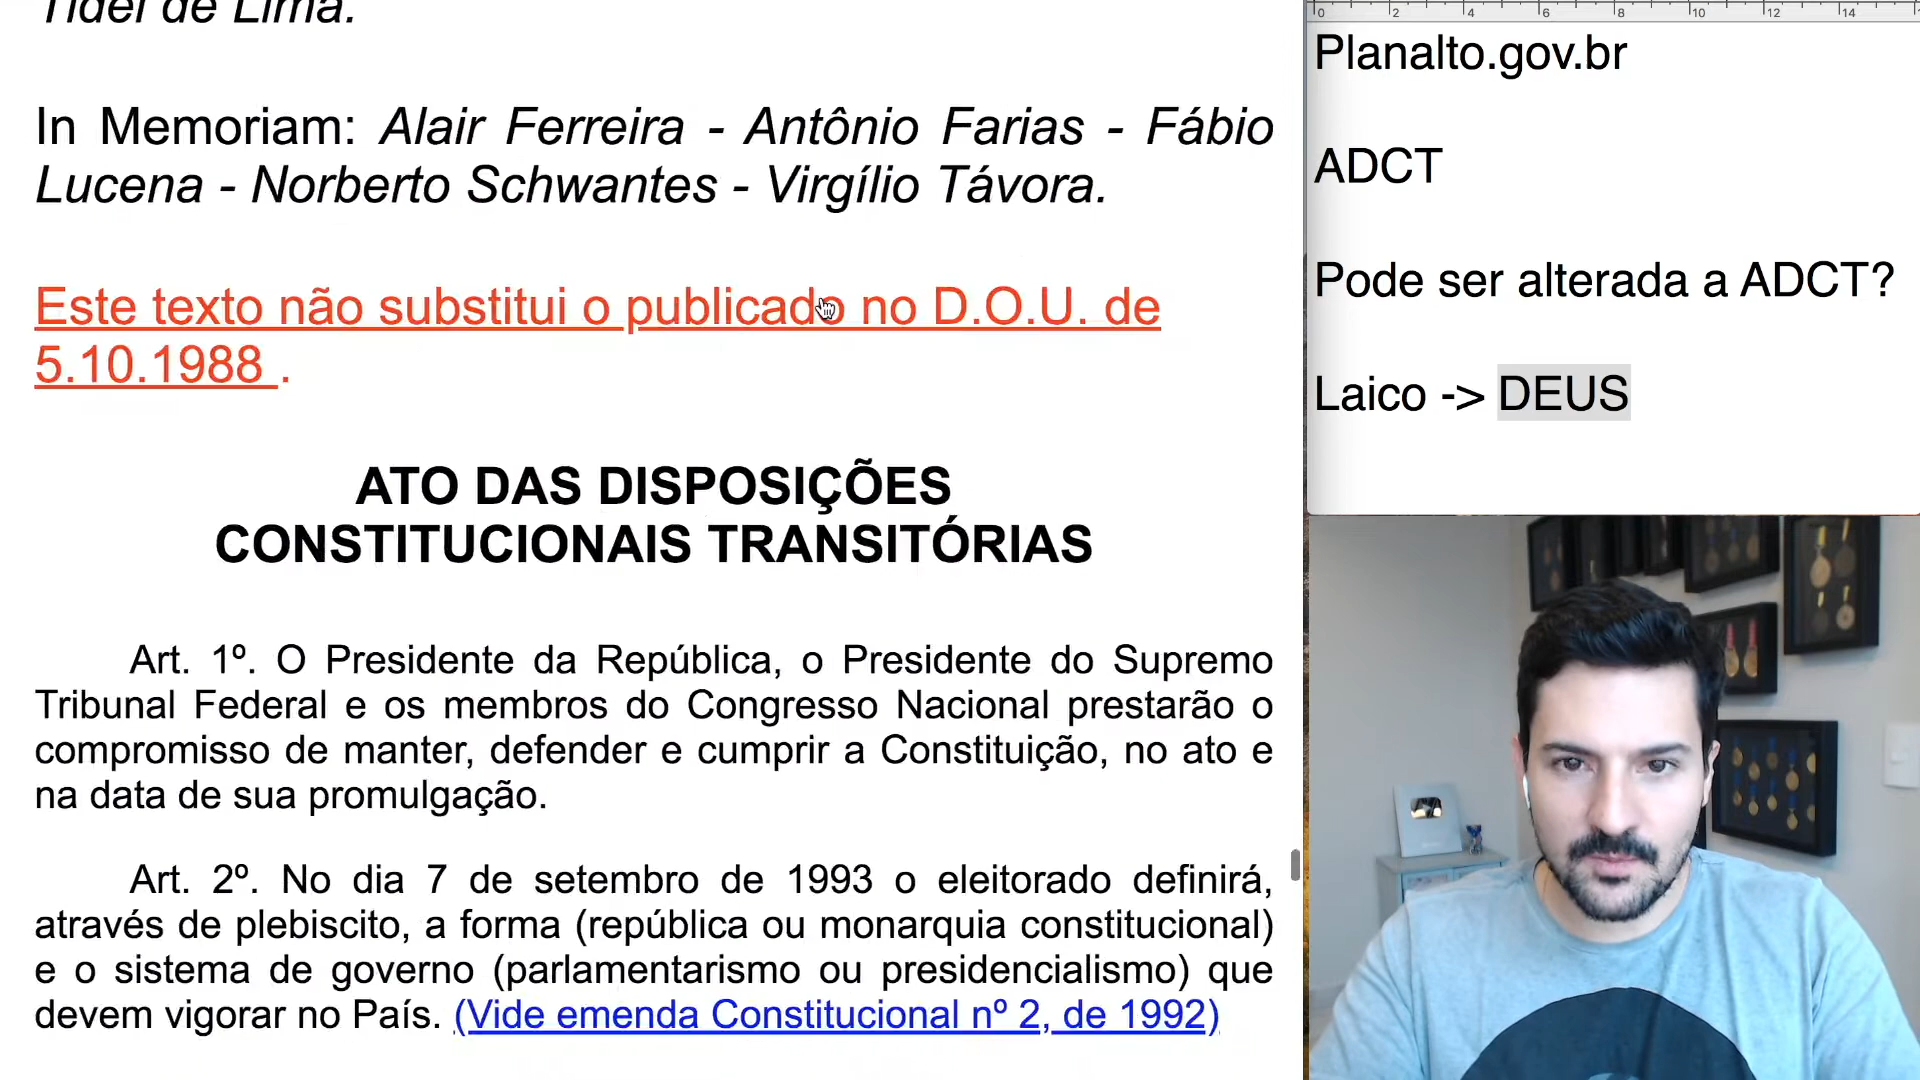 Tidei de Lima.
In Memoriam: Alair Ferreira - Antônio Farias - Fábio
Lucena - Norberto Schwantes - Virgílio Távora.
Este texto não substitui o publicado no D.O.U. de
5.10.1988 .
ATO DAS DISPOSIÇÕES
CONSTITUCIONAIS TRANSITÓRIAS
Art. 1º. O Presidente da República, o Presidente do Supremo
Tribunal Federal e os membros do Congresso Nacional prestarão o
compromisso de manter, defender e cumprir a Constituição, no ato e
na data de sua promulgação.
Art. 2º. No dia 7 de setembro de 1993 o eleitorado definirá,
através de plebiscito, a forma (república ou monarquia constitucional)
e o sistema de governo (parlamentarismo ou presidencialismo) que
devem vigorar no País. (Vide emenda Constitucional nº 2, de 1992)
0 2 4 6 8 10 12 14
Planalto.gov.br
ADCT
Pode ser alterada a ADCT?
Laico -> DEUS